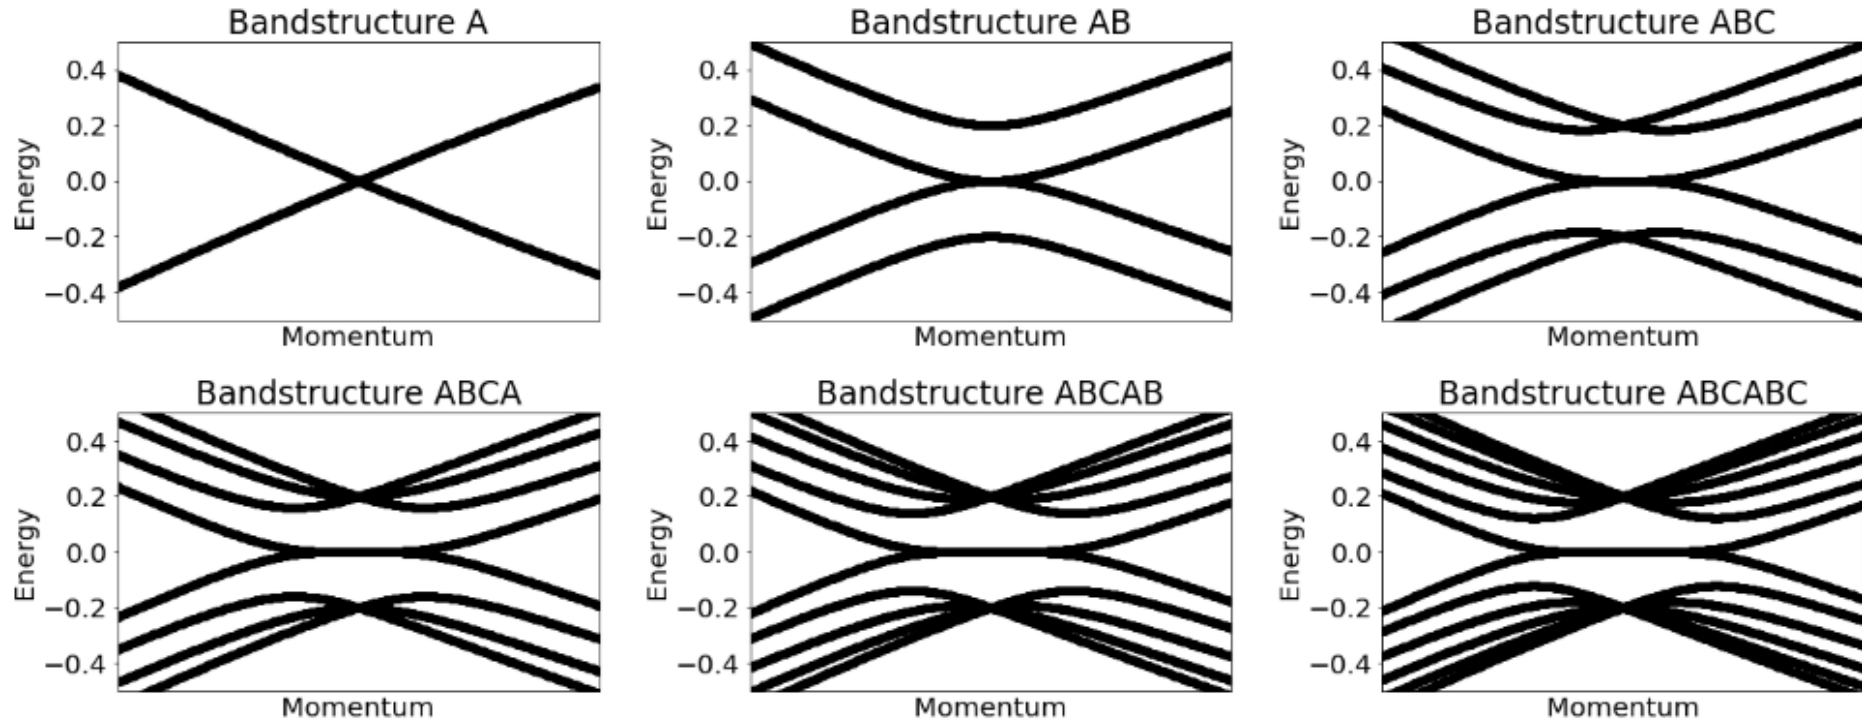 Bandstructure A
Bandstructure AB
Bandstructure ABC
0.4
0.2
0.0
−0.2
−0.4
Energy
Momentum
0.4
0.2
0.0
−0.2
−0.4
Energy
Momentum
0.4
0.2
0.0
−0.2
−0.4
Energy
Momentum
Bandstructure ABCA
Bandstructure ABCAB
Bandstructure ABCABC
0.4
0.2
0.0
−0.2
−0.4
Energy
Momentum
0.4
0.2
0.0
−0.2
−0.4
Energy
Momentum
0.4
0.2
0.0
−0.2
−0.4
Energy
Momentum